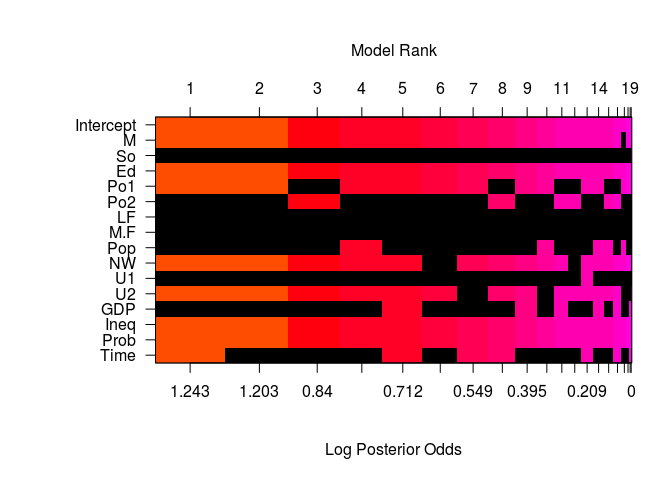 Model Rank
1 2 3 4 5 6 7 8 9 11 14 19
Intercept
M
So
Ed
Po1
Po2
LF
M.F
Pop
NW
U1
U2
GDP
Ineq
Prob
Time
1.243 1.203 0.84 0.712 0.549 0.395 0.209 0
Log Posterior Odds